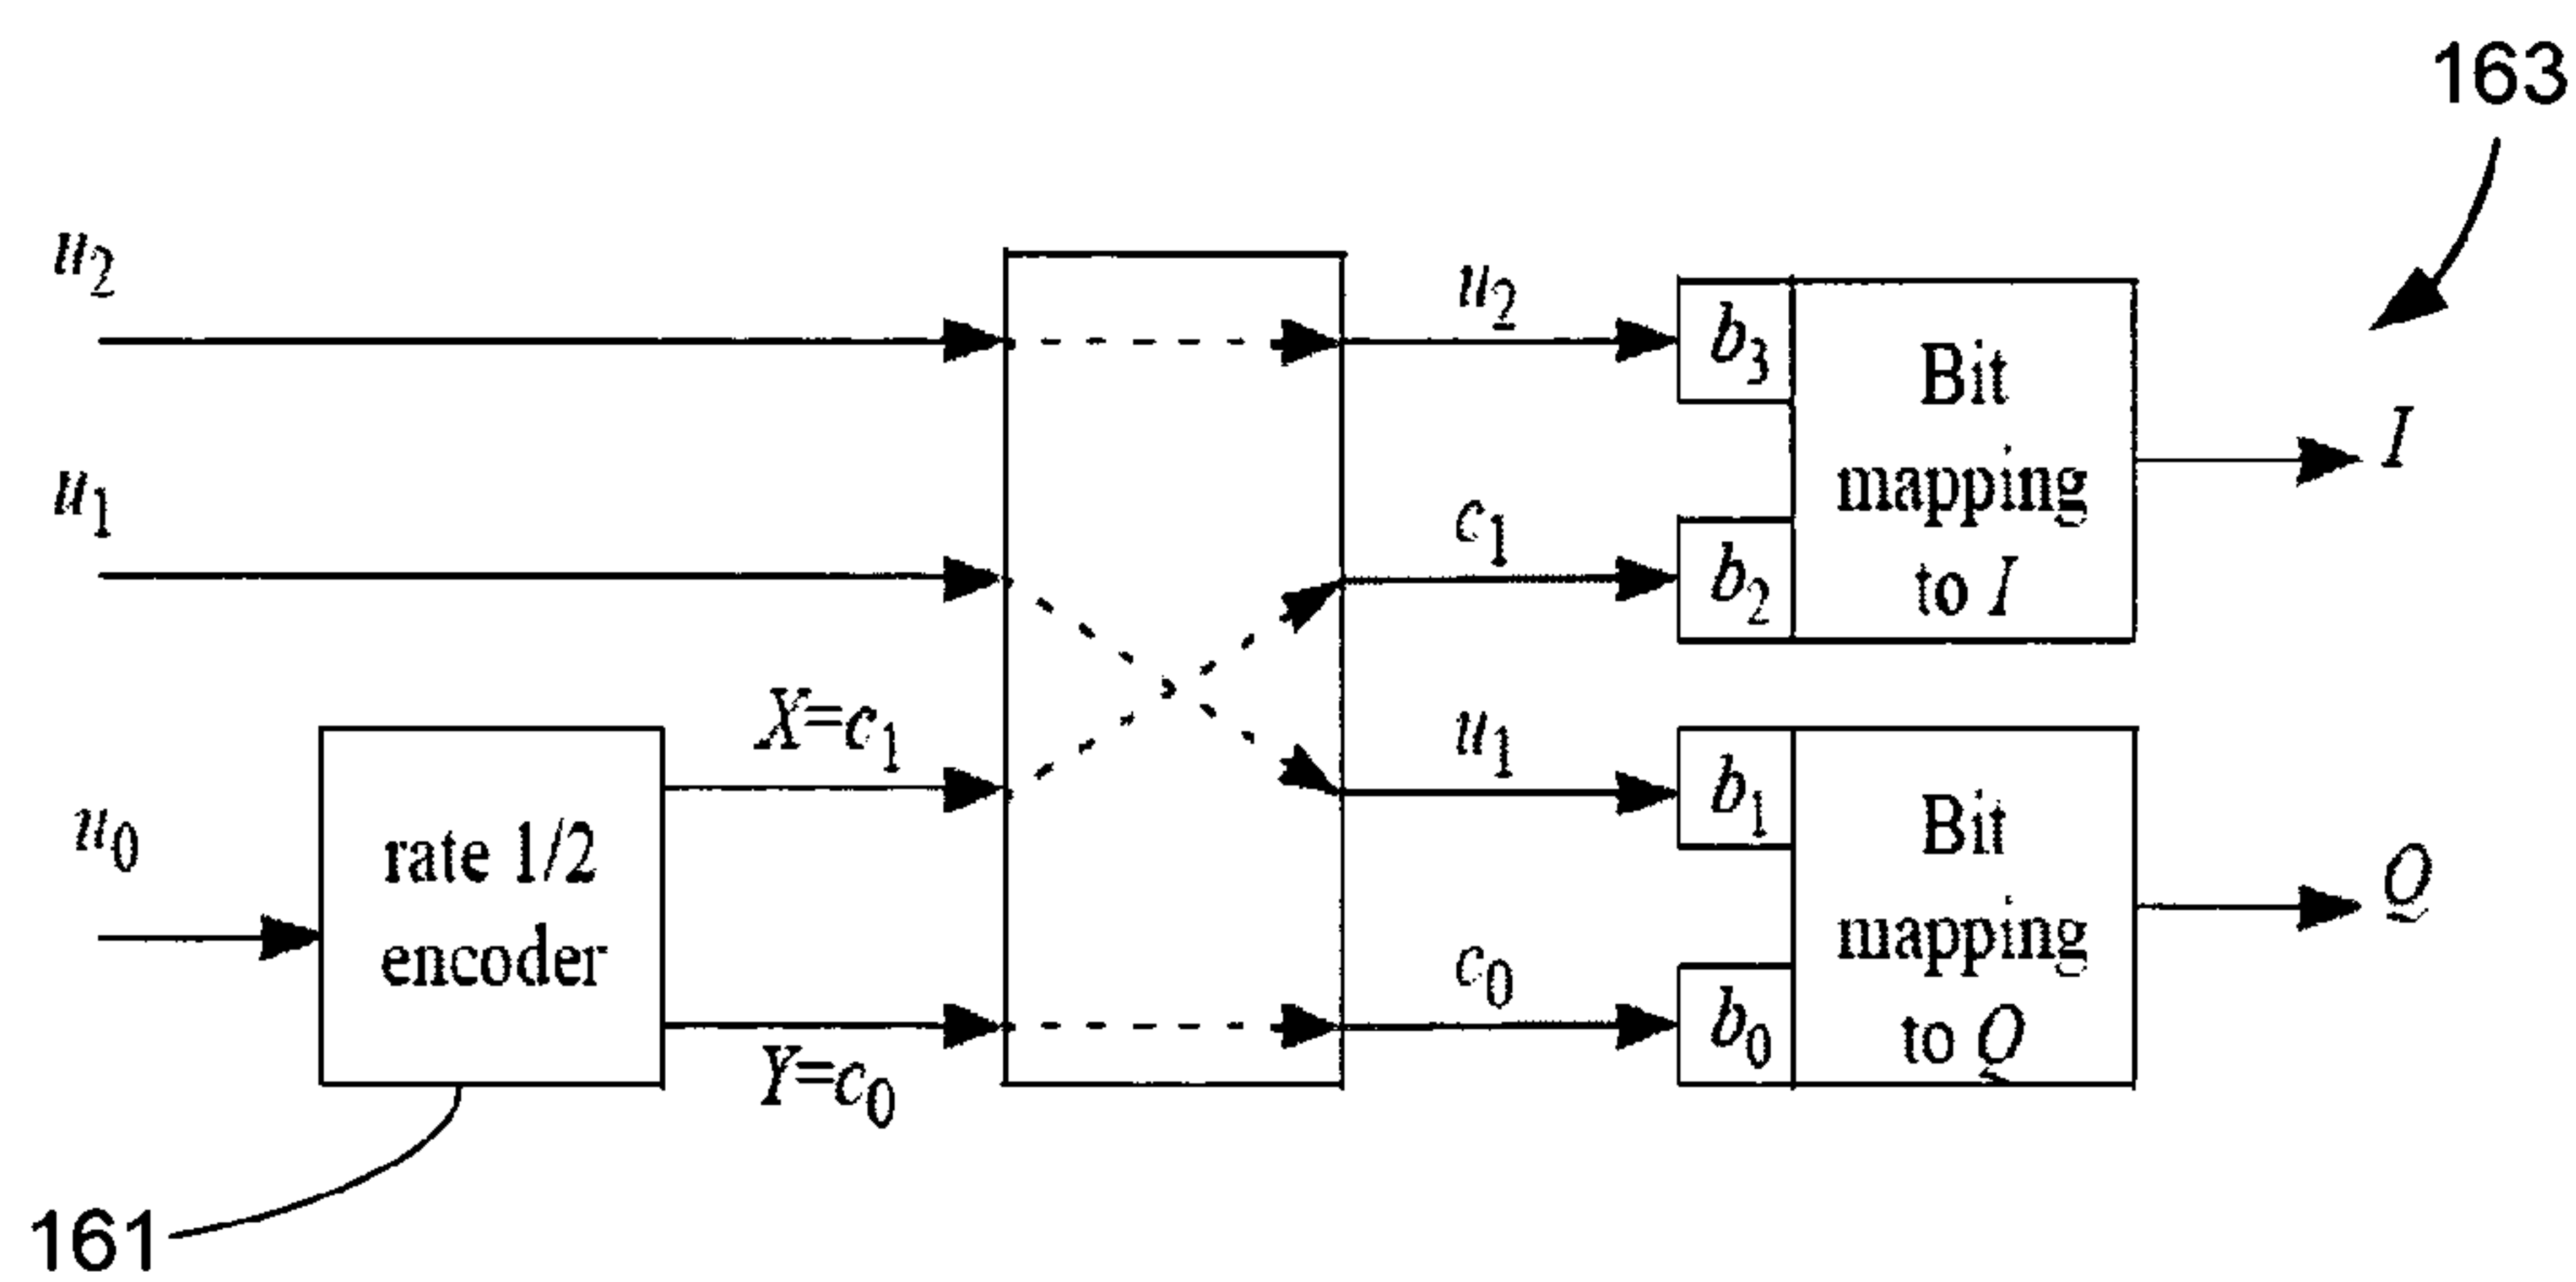 163
u2
u2
b3
Bit
mapping
to I
I
u1
c1
b2
X=c1
u1
b1
Bit
mapping
to Q
Q
u0
rate 1/2
encoder
c0
b0
Y=c0
161